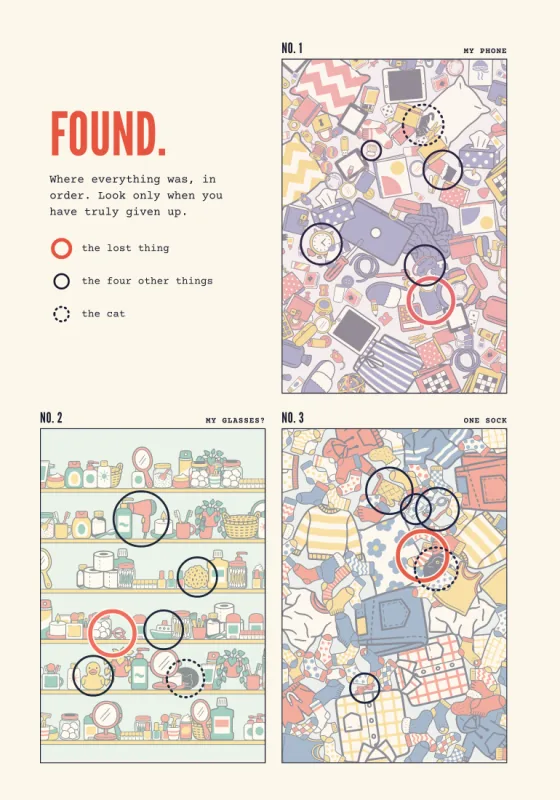 NO. 1 MY PHONE
FOUND.
Where everything was, in
order. Look only when you
have truly given up.
the lost thing
the four other things
the cat
NO. 2 MY GLASSES?
NO. 3 ONE SOCK